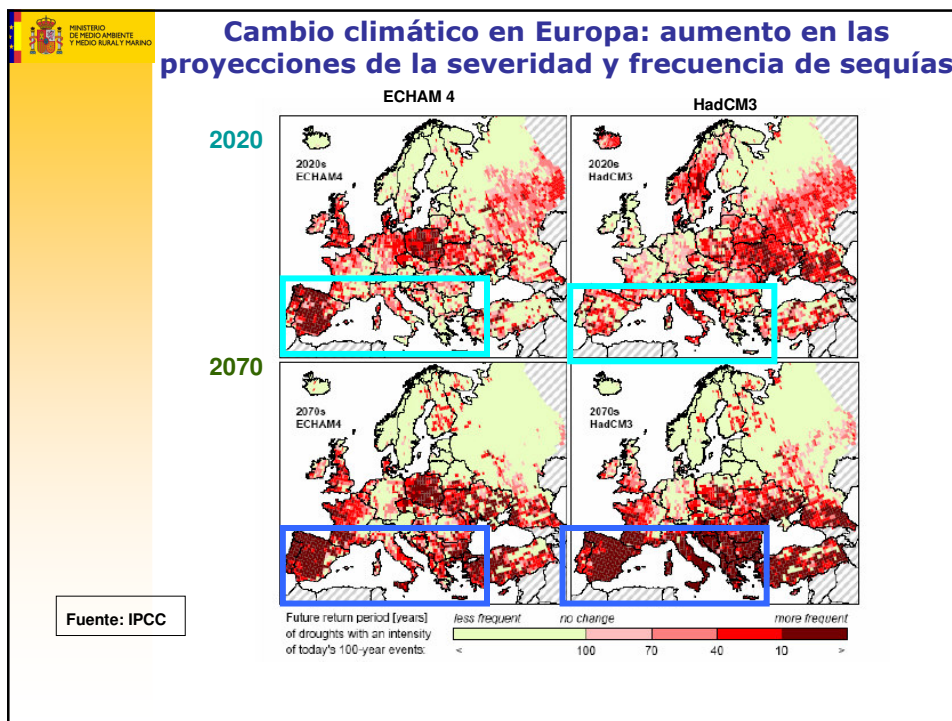 MINISTERIO
DE MEDIO AMBIENTE
Y MEDIO RURAL Y MARINO
Cambio climático en Europa: aumento en las
proyecciones de la severidad y frecuencia de sequías
ECHAM 4
HadCM3
2020
2020s
ECHAM4
2020s
HadCM3
2070
2070s
ECHAM4
2070s
HadCM3
Fuente: IPCC
Future return period [years]
of droughts with an intensity
of today's 100-year events:
less frequent no change more frequent
< 100 70 40 10 >